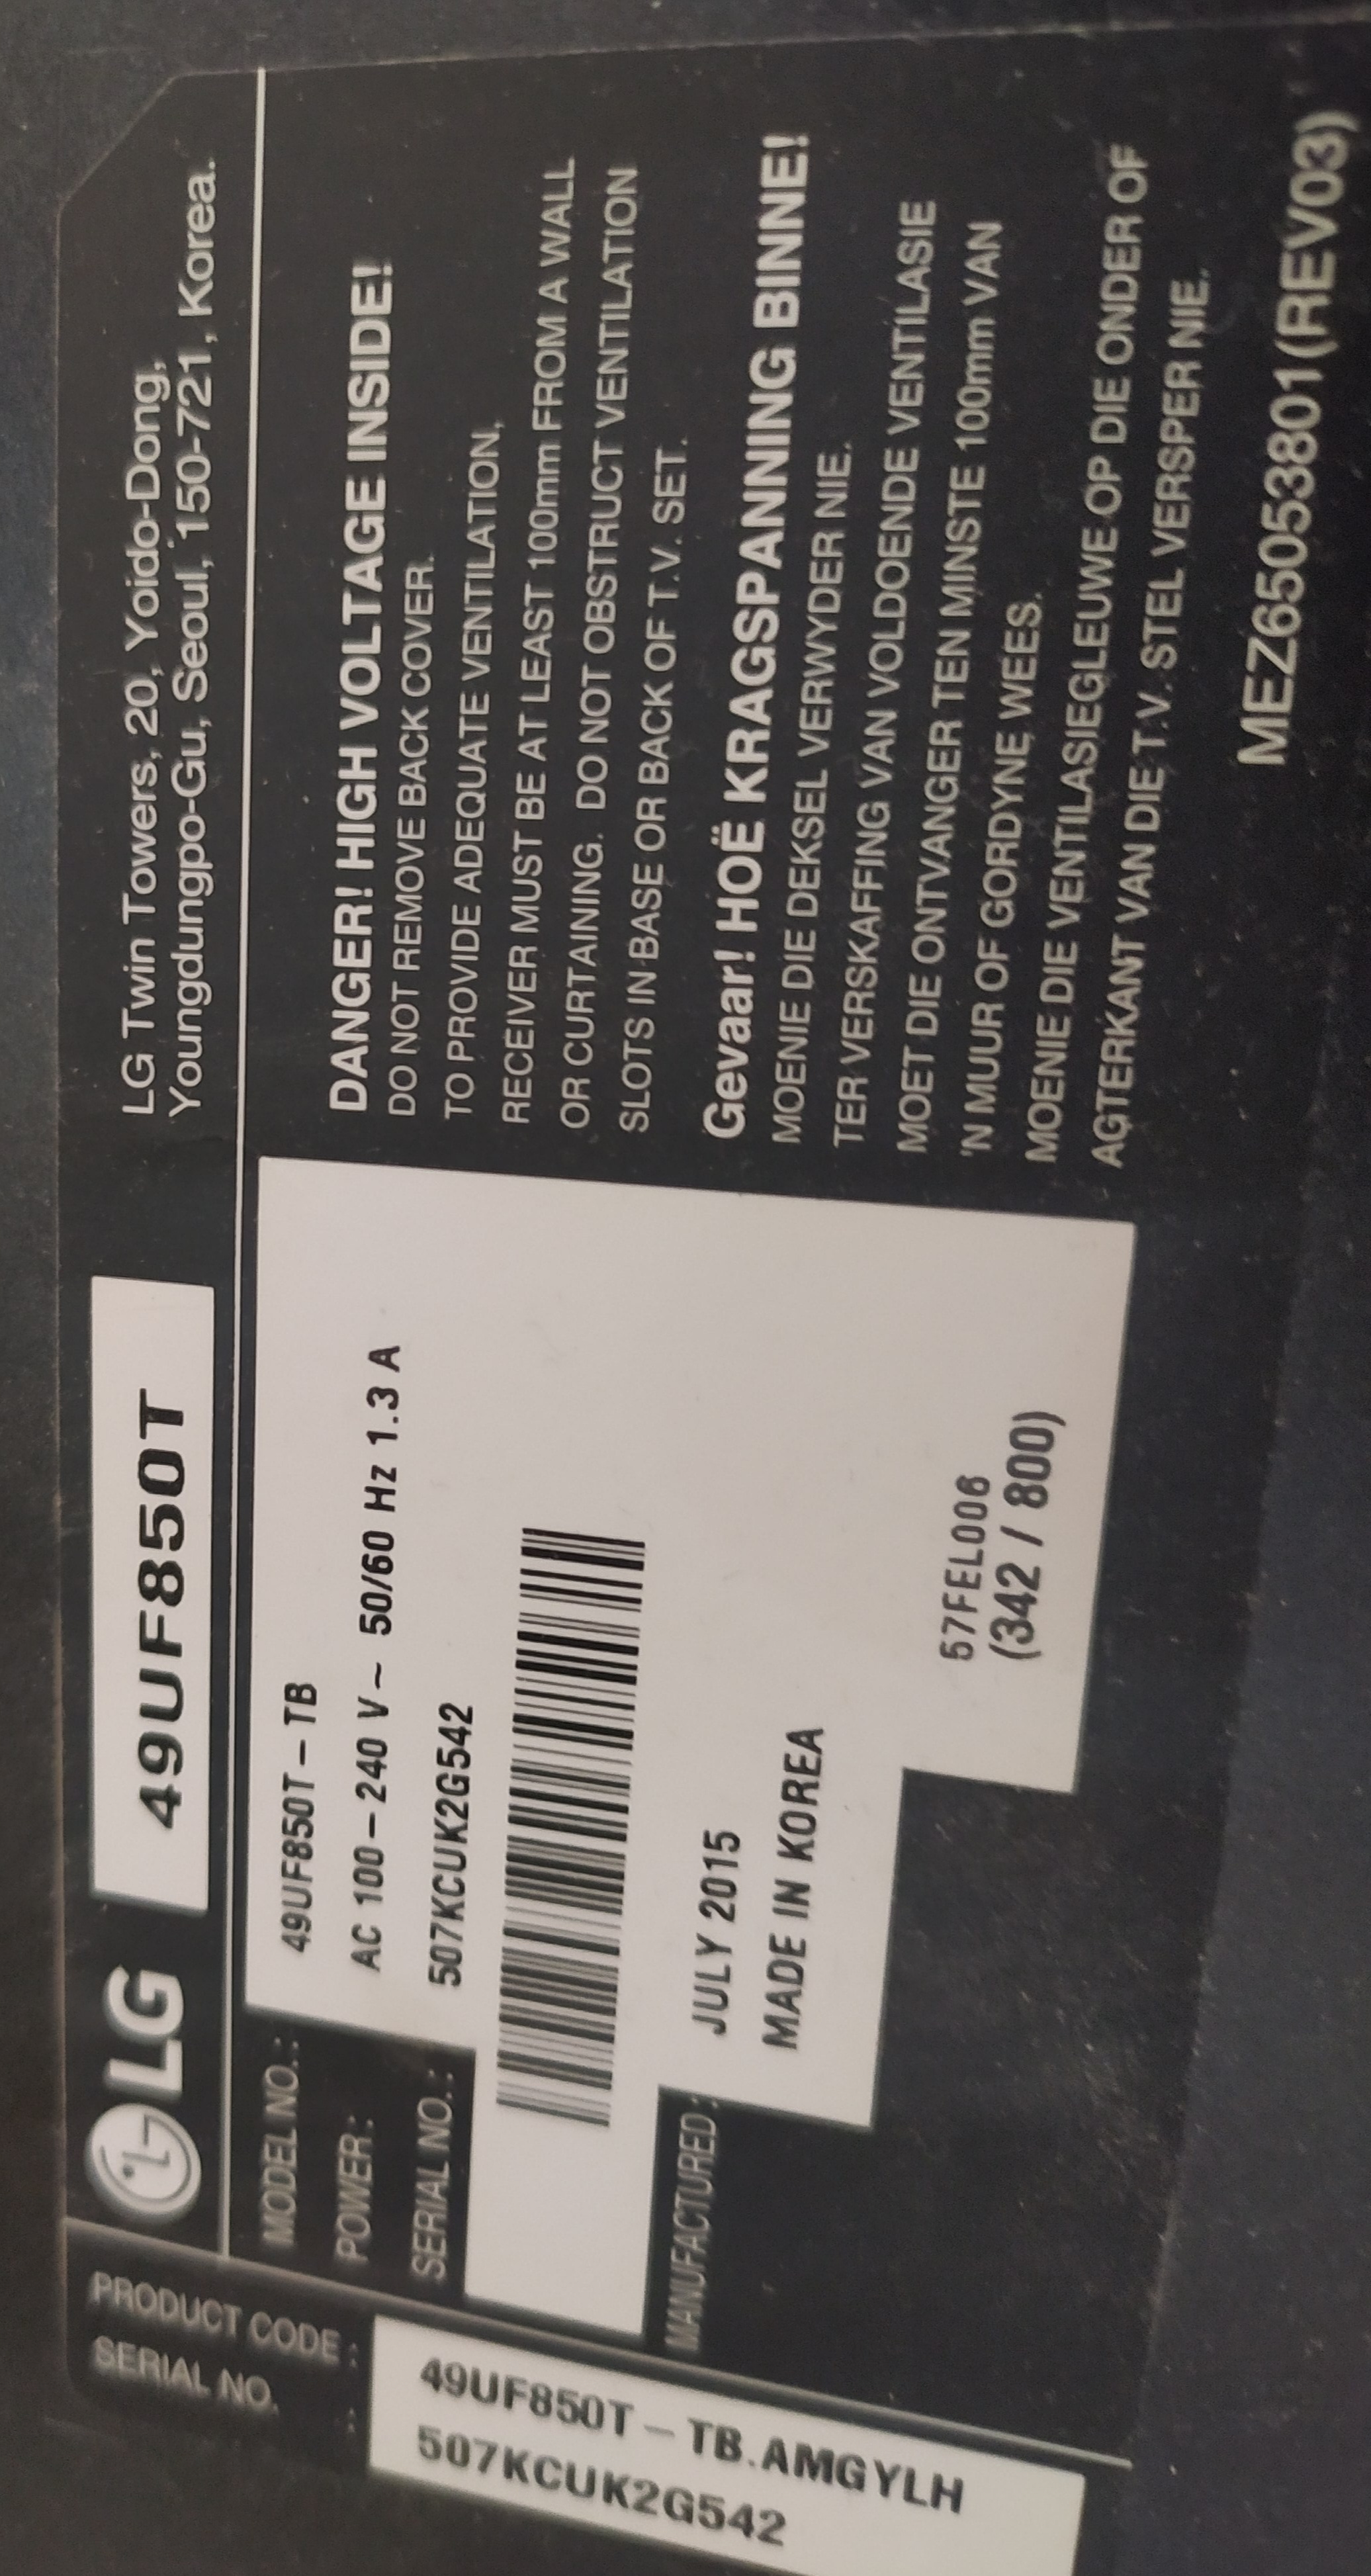 LG 49UF850T
LG Twin Towers, 20, Yoido-Dong,
Youngdungpo-Gu, Seoul, 150-721, Korea.
MODEL NO.: 49UF850T-TB
POWER: AC 100-240 V~ 50/60 Hz 1.3 A
SERIAL NO.: 507KCUK2G542
MANUFACTURED: JULY 2015
MADE IN KOREA
57FEL006
(342 / 800)
DANGER! HIGH VOLTAGE INSIDE!
DO NOT REMOVE BACK COVER.
TO PROVIDE ADEQUATE VENTILATION,
RECEIVER MUST BE AT LEAST 100mm FROM A WALL
OR CURTAINING. DO NOT OBSTRUCT VENTILATION
SLOTS IN BASE OR BACK OF T.V. SET.
Gevaar! HOË KRAGSPANNING BINNE!
MOENIE DIE DEKSEL VERWYDER NIE.
TER VERSKAFFING VAN VOLDOENDE VENTILASIE
MOET DIE ONTVANGER TEN MINSTE 100mm VAN
'N MUUR OF GORDYNE WEES.
MOENIE DIE VENTILASIEGLEUWE OP DIE ONDER OF
AGTERKANT VAN DIE T.V. STEL VERSPER NIE.
MEZ65053801(REV03)
PRODUCT CODE : 49UF850T-TB.AMGYLH
SERIAL NO. : 507KCUK2G542